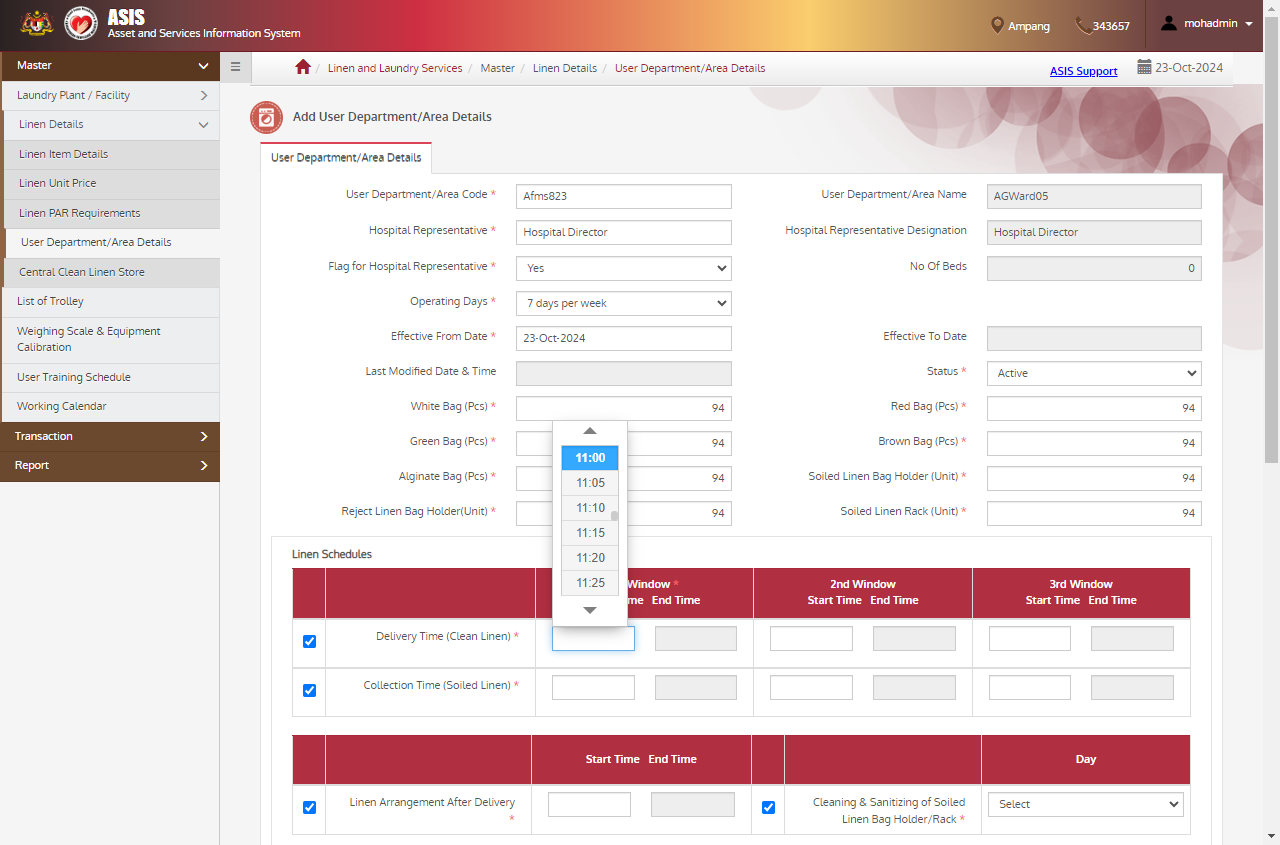 ASIS
Asset and Services Information System
Ampang
343657
mohadmin
Master
Laundry Plant / Facility
Linen Details
Linen Item Details
Linen Unit Price
Linen PAR Requirements
User Department/Area Details
Central Clean Linen Store
List of Trolley
Weighing Scale & Equipment
Calibration
User Training Schedule
Working Calendar
Transaction
Report
/ Linen and Laundry Services / Master / Linen Details / User Department/Area Details
ASIS Support
23-Oct-2024
Add User Department/Area Details
User Department/Area Details
User Department/Area Code * Afms823
User Department/Area Name AGWard05
Hospital Representative * Hospital Director
Hospital Representative Designation Hospital Director
Flag for Hospital Representative * Yes
No Of Beds 0
Operating Days * 7 days per week
Effective From Date * 23-Oct-2024
Effective To Date
Last Modified Date & Time
Status * Active
White Bag (Pcs) * 94
Red Bag (Pcs) * 94
Green Bag (Pcs) * 94
Brown Bag (Pcs) * 94
Alginate Bag (Pcs) * 94
Soiled Linen Bag Holder (Unit) * 94
Reject Linen Bag Holder(Unit) * 94
Soiled Linen Rack (Unit) * 94
11:00
11:05
11:10
11:15
11:20
11:25
Linen Schedules
Window * 2nd Window 3rd Window
me End Time Start Time End Time Start Time End Time
Delivery Time (Clean Linen) *
Collection Time (Soiled Linen) *
Start Time End Time Day
Linen Arrangement After Delivery
*
Cleaning & Sanitizing of Soiled
Linen Bag Holder/Rack *
Select